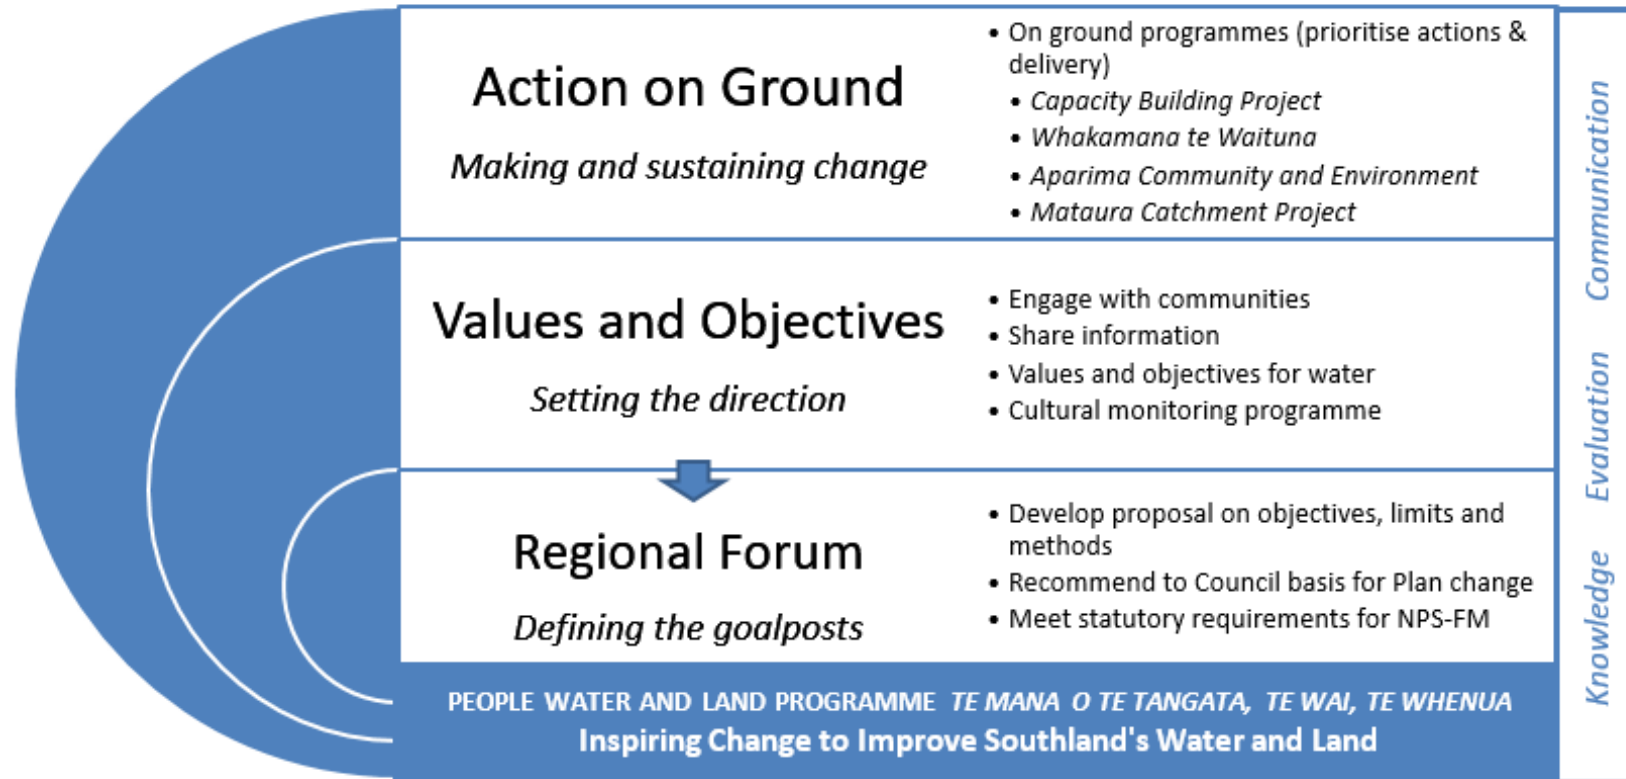 Action on Ground
Making and sustaining change
• On ground programmes (prioritise actions &
delivery)
• Capacity Building Project
• Whakamana te Waituna
• Aparima Community and Environment
• Mataura Catchment Project
Values and Objectives
Setting the direction
• Engage with communities
• Share information
• Values and objectives for water
• Cultural monitoring programme
Regional Forum
Defining the goalposts
• Develop proposal on objectives, limits and
methods
• Recommend to Council basis for Plan change
• Meet statutory requirements for NPS-FM
PEOPLE WATER AND LAND PROGRAMME TE MANA O TE TANGATA, TE WAI, TE WHENUA
Inspiring Change to Improve Southland's Water and Land
Knowledge Evaluation Communication